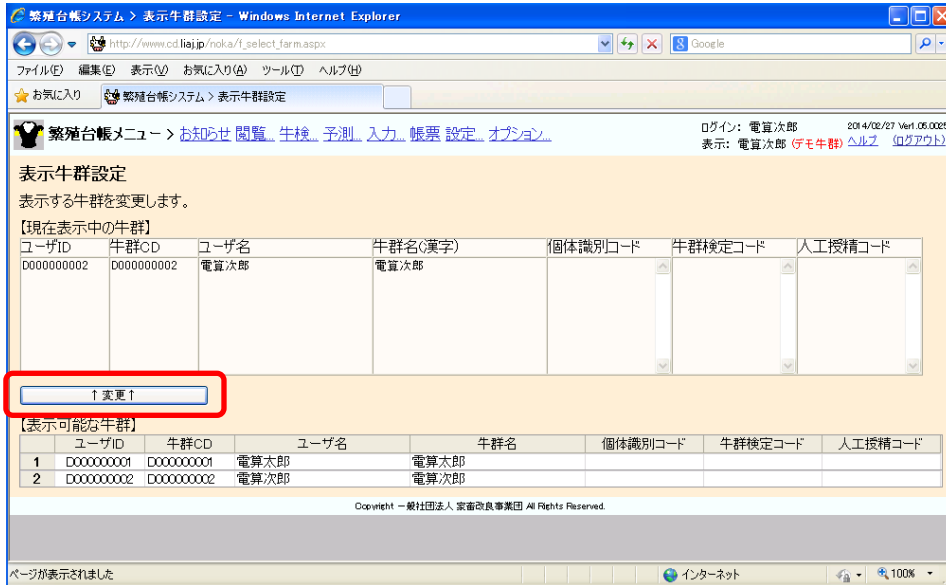 繁殖台帳システム > 表示牛群設定 - Windows Internet Explorer
http://www.cd.liaj.jp/noka/f_select_farm.aspx
Google
ファイル(F) 編集(E) 表示(V) お気に入り(A) ツール(T) ヘルプ(H)
お気に入り 繁殖台帳システム > 表示牛群設定
繁殖台帳メニュー > お知らせ 閲覧... 牛検... 予測... 入力... 帳票 設定... オプション...
ログイン: 電算次郎 2014/02/27 Ver1.05.0025
表示: 電算次郎 (デモ牛群) ヘルプ (ログアウト)
表示牛群設定
表示する牛群を変更します。
【現在表示中の牛群】
ユーザID 牛群CD ユーザ名 牛群名(漢字) 個体識別コード 牛群検定コード 人工授精コード
D000000002 D000000002 電算次郎 電算次郎
↑変更↑
【表示可能な牛群】
ユーザID 牛群CD ユーザ名 牛群名 個体識別コード 牛群検定コード 人工授精コード
1 D000000001 D000000001 電算太郎 電算太郎
2 D000000002 D000000002 電算次郎 電算次郎
Copyright 一般社団法人 家畜改良事業団 All Rights Reserved.
ページが表示されました インターネット 100%